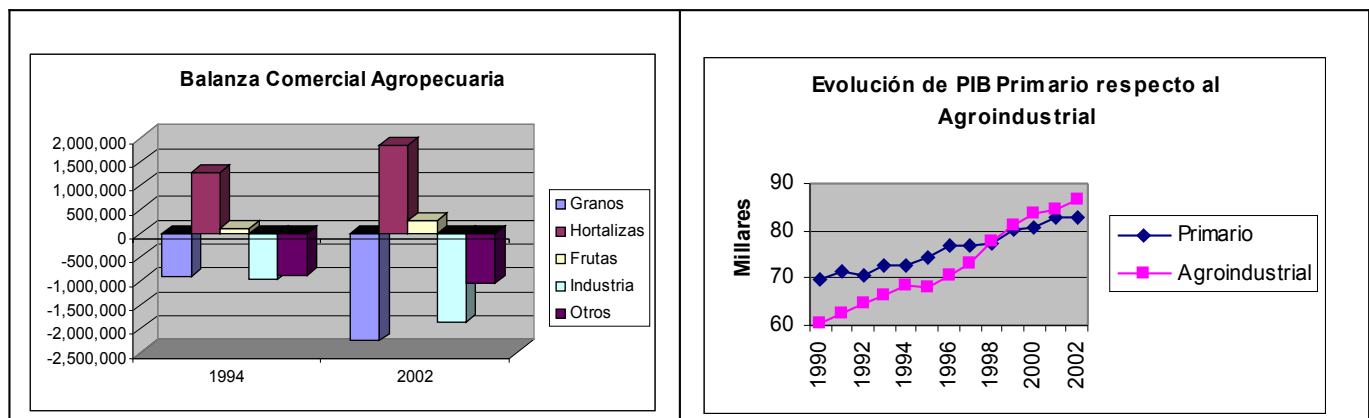 Balanza Comercial Agropecuaria
2,000,000
1,500,000
1,000,000
500,000
0
-500,000
-1,000,000
-1,500,000
-2,000,000
-2,500,000
1994
2002
Granos
Hortalizas
Frutas
Industria
Otros
Evolución de PIB Primario respecto al
Agroindustrial
Millares
90
80
70
60
1990
1992
1994
1996
1998
2000
2002
Primario
Agroindustrial